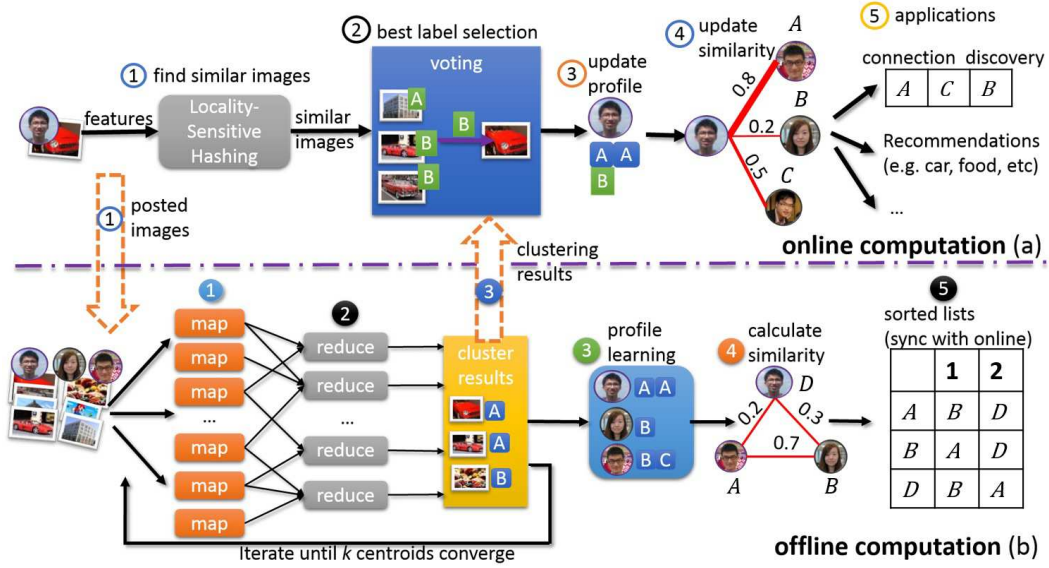 ② best label selection
④ update
similarity
A
⑤ applications
① find similar images
voting
③ update
profile
connection discovery
A C B
features
Locality-
Sensitive
Hashing
similar
images
A
B
B
B
A A
B
0.8
B
0.2
0.5
C
Recommendations
(e.g. car, food, etc)
...
① posted
images
clustering
results
online computation (a)
3
1
map
map
map
...
map
map
map
2
reduce
reduce
...
reduce
reduce
cluster
results
A
A
B
3 profile
learning
A A
B
B C
4 calculate
similarity
D
0.2
0.3
0.7
A
B
5
sorted lists
(sync with online)
1 2
A B D
B A D
D B A
Iterate until k centroids converge
offline computation (b)